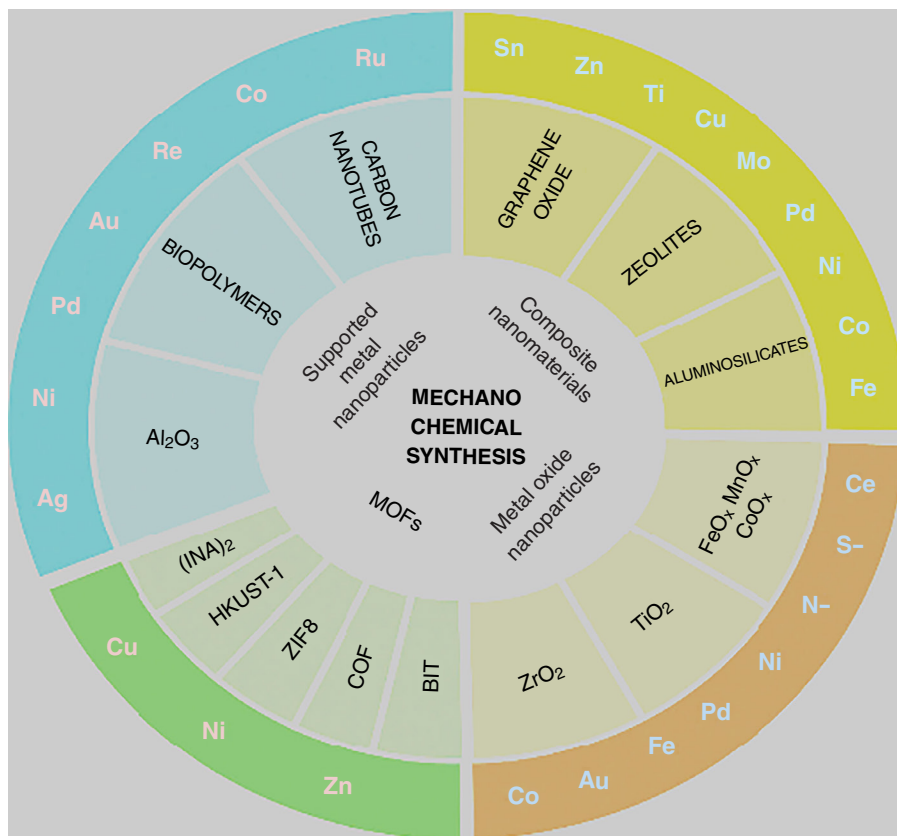 Ru
Co
Re
Au
Pd
Ni
Ag
Sn
Zn
Ti
Cu
Mo
Pd
Ni
Co
Fe
Ce
S–
N–
Ni
Pd
Fe
Au
Co
Cu
Ni
Zn
CARBON
NANOTUBES
BIOPOLYMERS
Al₂O₃
GRAPHENE
OXIDE
ZEOLITES
ALUMINOSILICATES
FeOₓ MnOₓ
CoOₓ
TiO₂
ZrO₂
(INA)₂
HKUST-1
ZIF8
COF
BIT
Supported
metal
nanoparticles
Composite
nanomaterials
MECHANO
CHEMICAL
SYNTHESIS
MOFs
Metal oxide
nanoparticles